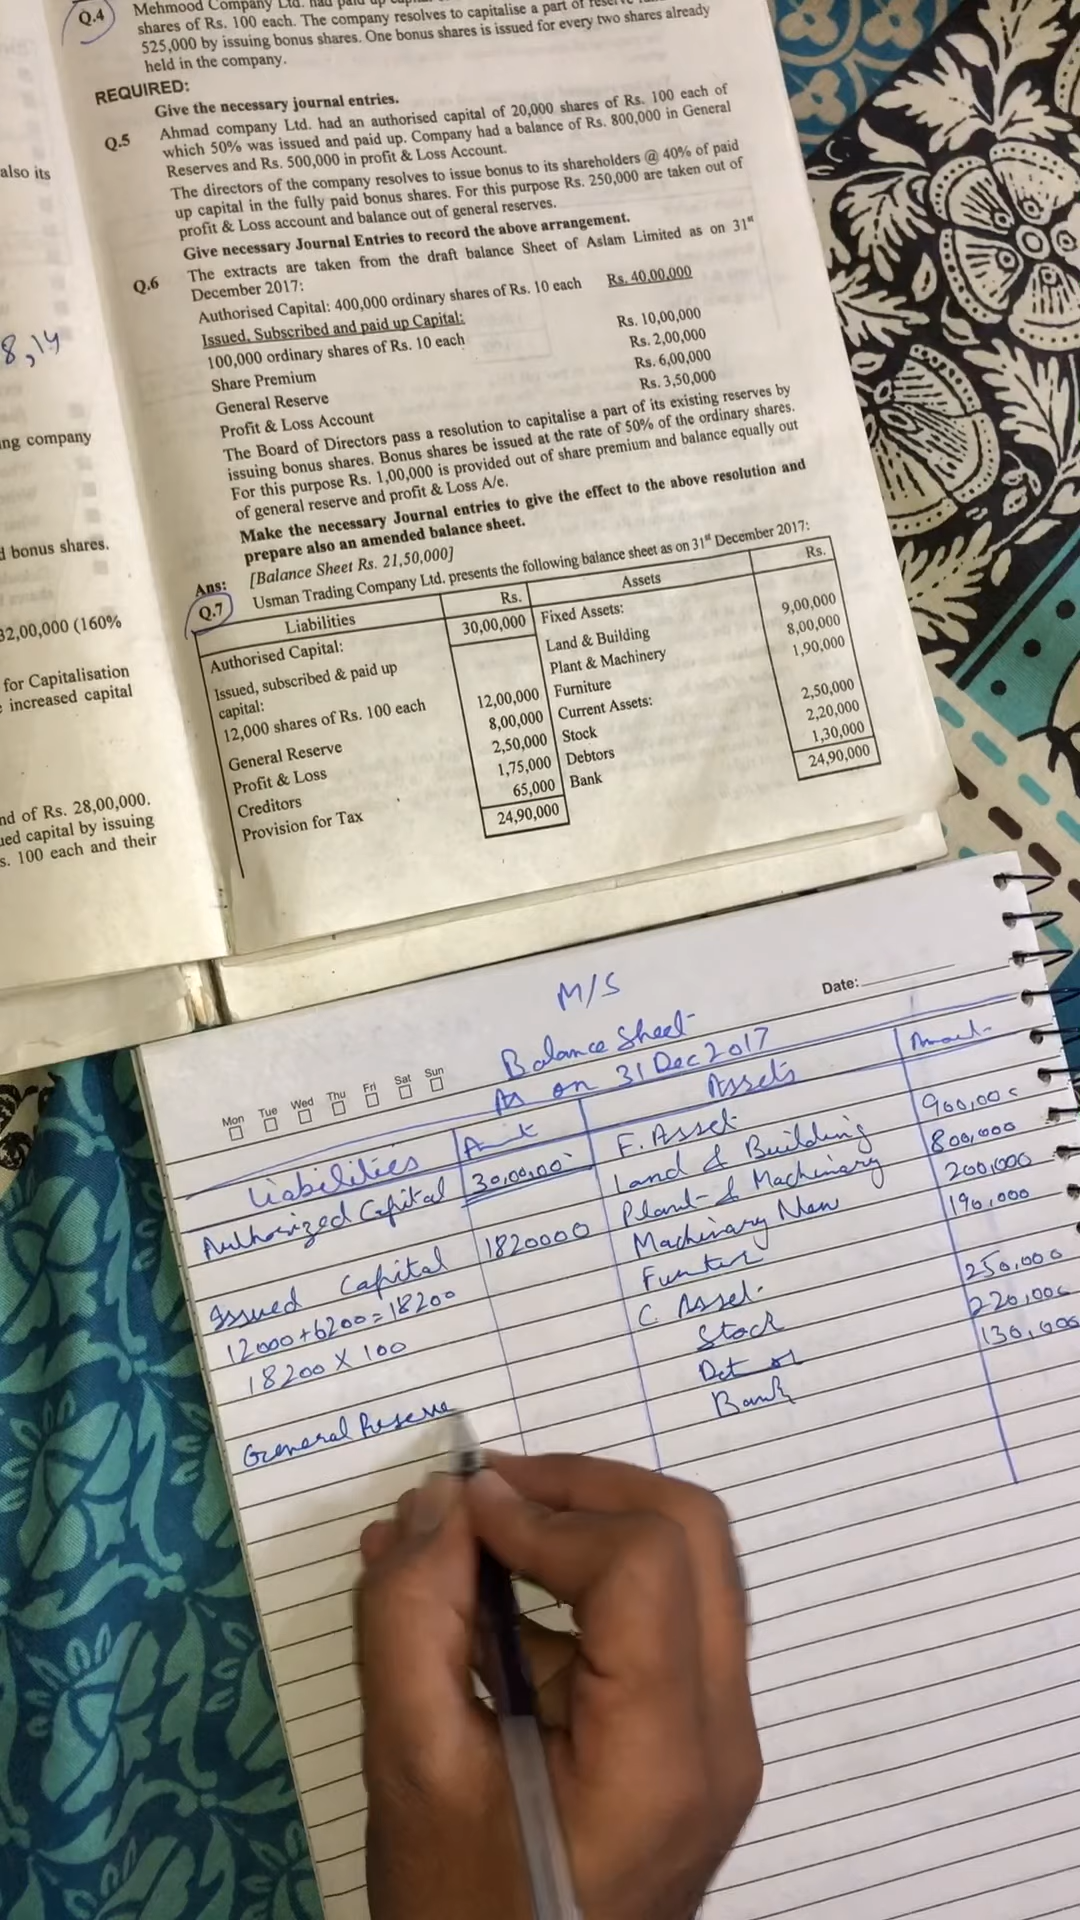 also its
8,14
ing company
d bonus shares.
32,00,000 (160%
for Capitalisation
increased capital
nd of Rs. 28,00,000.
ued capital by issuing
s. 100 each and their
Q.4 Mehmood Company Ltd. had paid up
shares of Rs. 100 each. The company resolves to capitalise a part of
525,000 by issuing bonus shares. One bonus shares is issued for every two shares already
held in the company.
REQUIRED:
Give the necessary journal entries.
Q.5 Ahmad company Ltd. had an authorised capital of 20,000 shares of Rs. 100 each of
which 50% was issued and paid up. Company had a balance of Rs. 800,000 in General
Reserves and Rs. 500,000 in profit & Loss Account.
The directors of the company resolves to issue bonus to its shareholders @ 40% of paid
up capital in the fully paid bonus shares. For this purpose Rs. 250,000 are taken out of
profit & Loss account and balance out of general reserves.
Give necessary Journal Entries to record the above arrangement.
Q.6 The extracts are taken from the draft balance Sheet of Aslam Limited as on 31st
December 2017:
Authorised Capital: 400,000 ordinary shares of Rs. 10 each Rs. 40,00,000
Issued, Subscribed and paid up Capital:
100,000 ordinary shares of Rs. 10 each Rs. 10,00,000
Share Premium Rs. 2,00,000
General Reserve Rs. 6,00,000
Profit & Loss Account Rs. 3,50,000
The Board of Directors pass a resolution to capitalise a part of its existing reserves by
issuing bonus shares. Bonus shares be issued at the rate of 50% of the ordinary shares.
For this purpose Rs. 1,00,000 is provided out of share premium and balance equally out
of general reserve and profit & Loss A/e.
Make the necessary Journal entries to give the effect to the above resolution and
prepare also an amended balance sheet.
Ans: [Balance Sheet Rs. 21,50,000]
Q.7 Usman Trading Company Ltd. presents the following balance sheet as on 31st December 2017:
Liabilities Rs. Assets Rs.
Authorised Capital: 30,00,000 Fixed Assets:
Issued, subscribed & paid up Land & Building 9,00,000
capital: Plant & Machinery 8,00,000
12,000 shares of Rs. 100 each 12,00,000 Furniture 1,90,000
General Reserve 8,00,000 Current Assets:
Profit & Loss 2,50,000 Stock 2,50,000
Creditors 1,75,000 Debtors 2,20,000
Provision for Tax 65,000 Bank 1,30,000
24,90,000 24,90,000
M/S
Date:
Mon Tue Wed Thu Fri Sat Sun
Balance Sheet
As on 31 Dec 2017
Liabilities Assets
Authorized Capital 30,00,00 F. Asset
Land & Building 900,000
Issued Capital 1820000 Plant & Machinary 800,000
12000+6200=18200 Machinary New 200,000
18200 X 100 190,000
C. Asset.
Stock 250,000
220,000
Bank 130,000
General Reserve